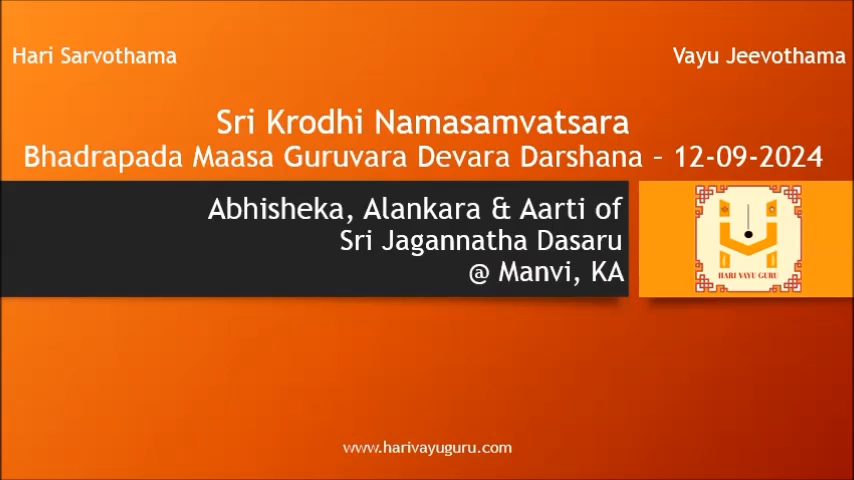 Hari Sarvothama
Vayu Jeevothama
Sri Krodhi Namasamvatsara
Bhadrapada Maasa Guruvara Devara Darshana – 12-09-2024
Abhisheka, Alankara & Aarti of
Sri Jagannatha Dasaru
@ Manvi, KA
HARI VAYU GURU
www.harivayuguru.com